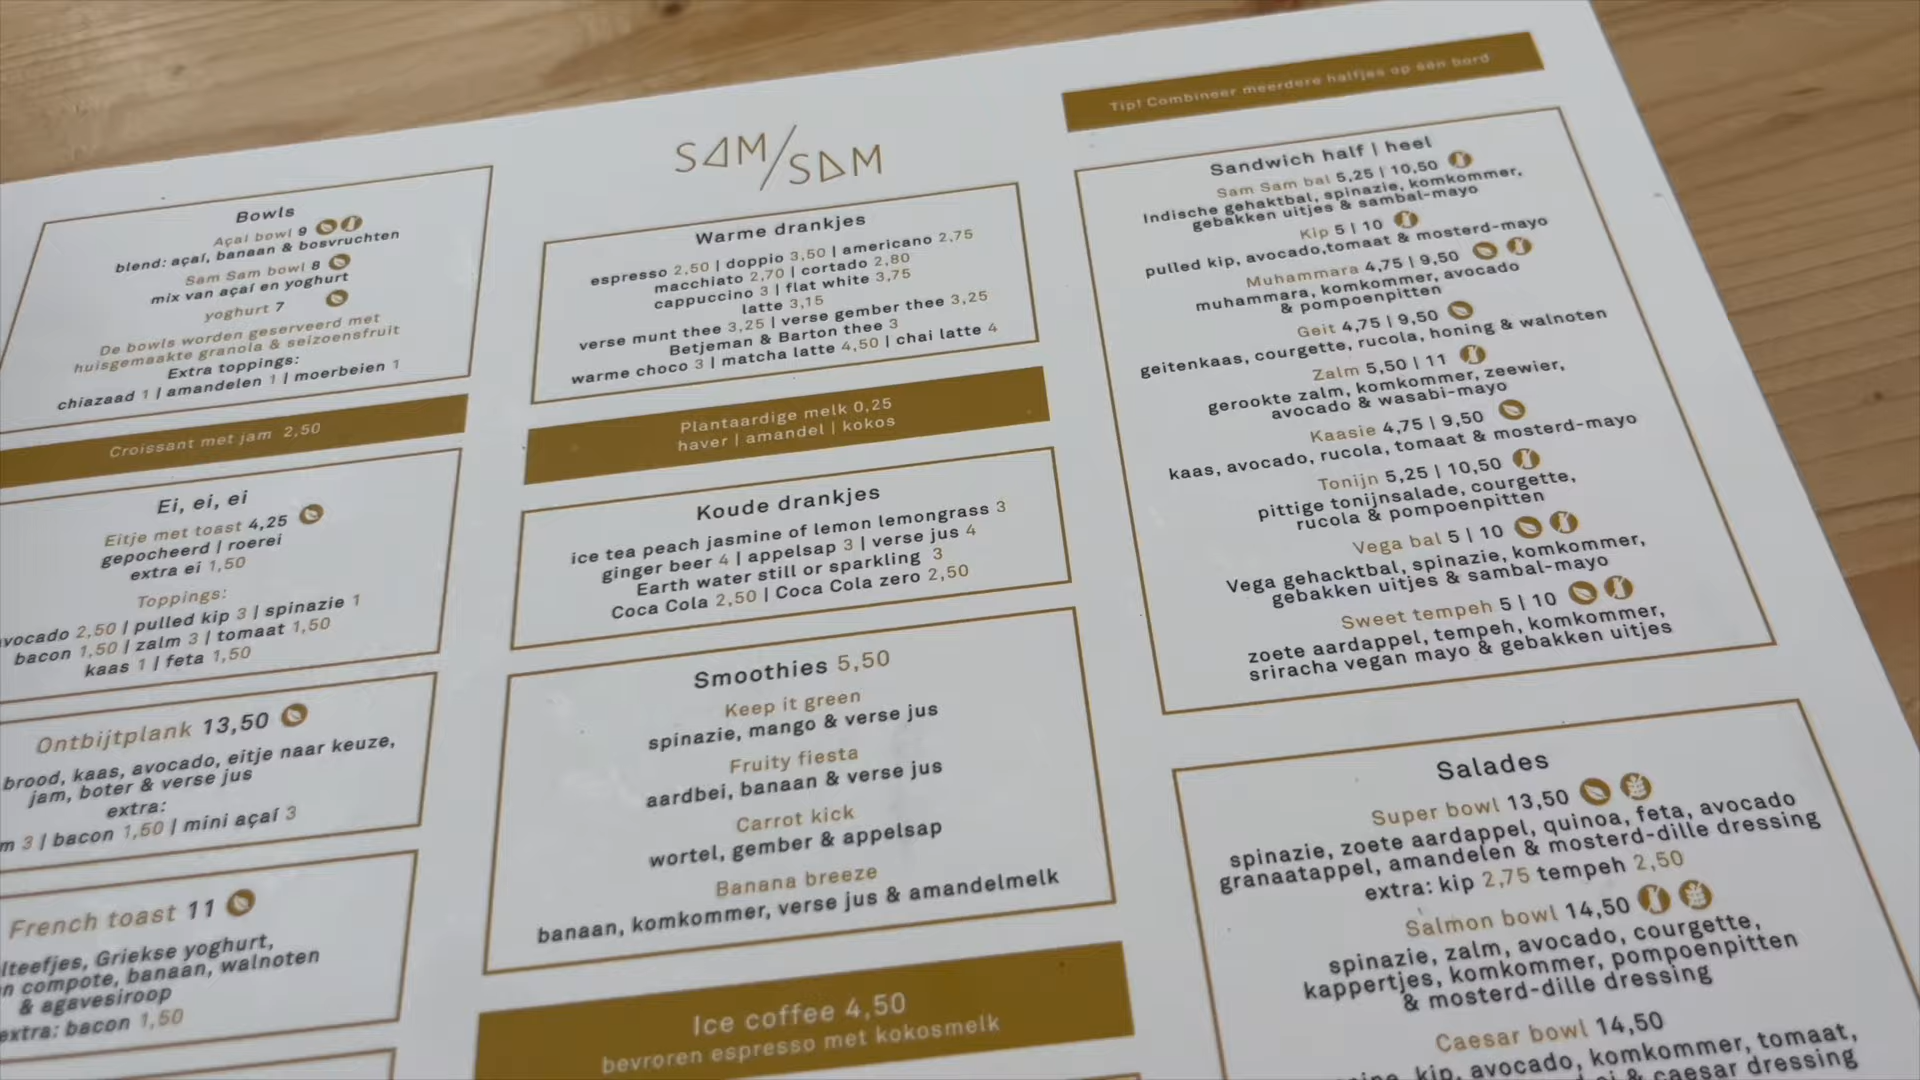 SAM/SAM
Bowls
Açaí bowl 9
blend: açaí, banaan & bosvruchten
Sam Sam bowl 8
mix van açaí en yoghurt
yoghurt 7
De bowls worden geserveerd met
huisgemaakte granola & seizoensfruit
Extra toppings:
chiazaad 1 | amandelen 1 | moerbeien 1
Croissant met jam 2,50
Ei, ei, ei
Eitje met toast 4,25
gepocheerd | roerei
extra ei 1,50
Toppings:
vocado 2,50 | pulled kip 3 | spinazie 1
bacon 1,50 | zalm 3 | tomaat 1,50
kaas 1 | feta 1,50
Ontbijtplank 13,50
brood, kaas, avocado, eitje naar keuze,
jam, boter & verse jus
extra:
m 3 | bacon 1,50 | mini açaí 3
French toast 11
lteefjes, Griekse yoghurt,
n compote, banaan, walnoten
& agavesiroop
extra: bacon 1,50
Warme drankjes
espresso 2,50 | doppio 3,50 | americano 2,75
macchiato 2,70 | cortado 2,80
cappuccino 3 | flat white 3,75
latte 3,15
verse munt thee 3,25 | verse gember thee 3,25
Betjeman & Barton thee 3
warme choco 3 | matcha latte 4,50 | chai latte 4
Plantaardige melk 0,25
haver | amandel | kokos
Koude drankjes
ice tea peach jasmine of lemon lemongrass 3
ginger beer 4 | appelsap 3 | verse jus 4
Earth water still or sparkling 3
Coca Cola 2,50 | Coca Cola zero 2,50
Smoothies 5,50
Keep it green
spinazie, mango & verse jus
Fruity fiesta
aardbei, banaan & verse jus
Carrot kick
wortel, gember & appelsap
Banana breeze
banaan, komkommer, verse jus & amandelmelk
Ice coffee 4,50
bevroren espresso met kokosmelk
Tip! Combineer meerdere halfjes op één bord
Sandwich half | heel
Sam Sam bal 5,25 | 10,50
Indische gehaktbal, spinazie, komkommer,
gebakken uitjes & sambal-mayo
Kip 5 | 10
pulled kip, avocado,tomaat & mosterd-mayo
Muhammara 4,75 | 9,50
muhammara, komkommer, avocado
& pompoenpitten
Geit 4,75 | 9,50
geitenkaas, courgette, rucola, honing & walnoten
Zalm 5,50 | 11
gerookte zalm, komkommer, zeewier,
avocado & wasabi-mayo
Kaasie 4,75 | 9,50
kaas, avocado, rucola, tomaat & mosterd-mayo
Tonijn 5,25 | 10,50
pittige tonijnsalade, courgette,
rucola & pompoenpitten
Vega bal 5 | 10
Vega gehacktbal, spinazie, komkommer,
gebakken uitjes & sambal-mayo
Sweet tempeh 5 | 10
zoete aardappel, tempeh, komkommer,
sriracha vegan mayo & gebakken uitjes
Salades
Super bowl 13,50
spinazie, zoete aardappel, quinoa, feta, avocado
granaatappel, amandelen & mosterd-dille dressing
extra: kip 2,75 tempeh 2,50
Salmon bowl 14,50
spinazie, zalm, avocado, courgette,
kappertjes, komkommer, pompoenpitten
& mosterd-dille dressing
Caesar bowl 14,50
kip, avocado, komkommer, tomaat,
& caesar dressing